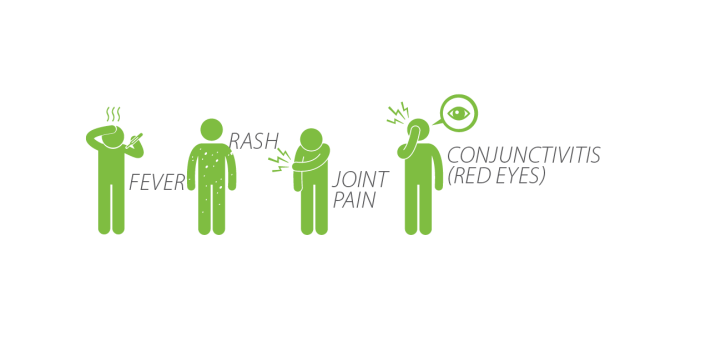 FEVER
RASH
JOINT
PAIN
CONJUNCTIVITIS
(RED EYES)